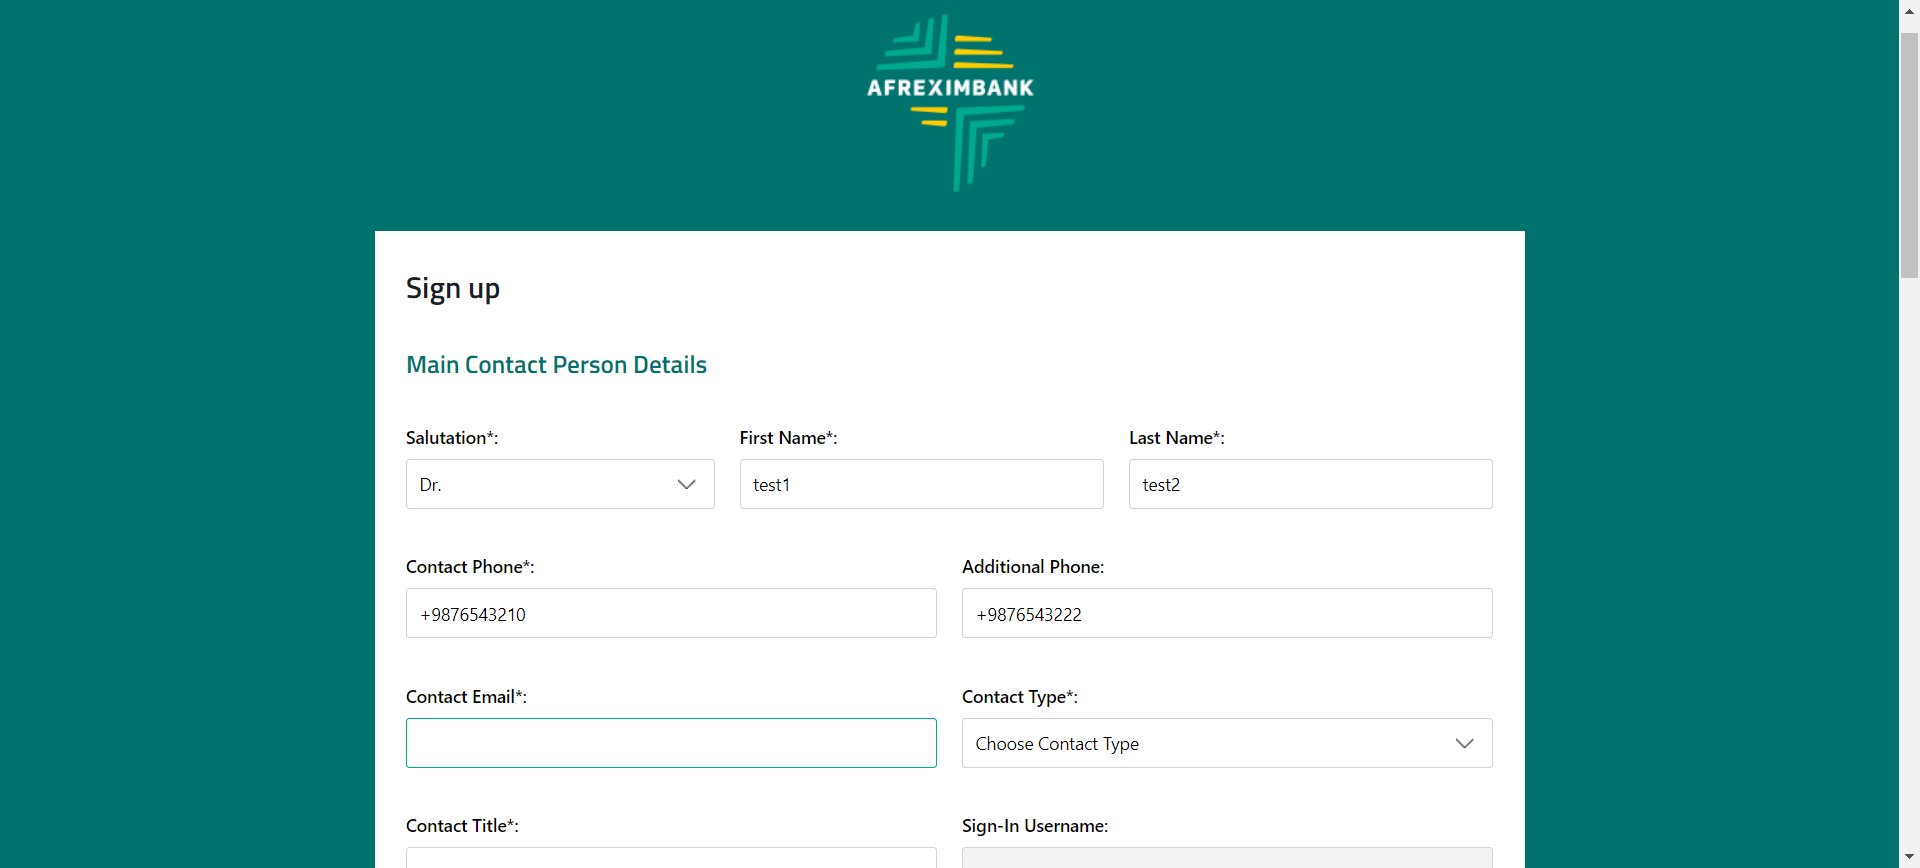 AFREXIMBANK
Sign up
Main Contact Person Details
Salutation*: First Name*: Last Name*:
Dr. test1 test2
Contact Phone*: Additional Phone:
+9876543210 +9876543222
Contact Email*: Contact Type*:
Choose Contact Type
Contact Title*: Sign-In Username: